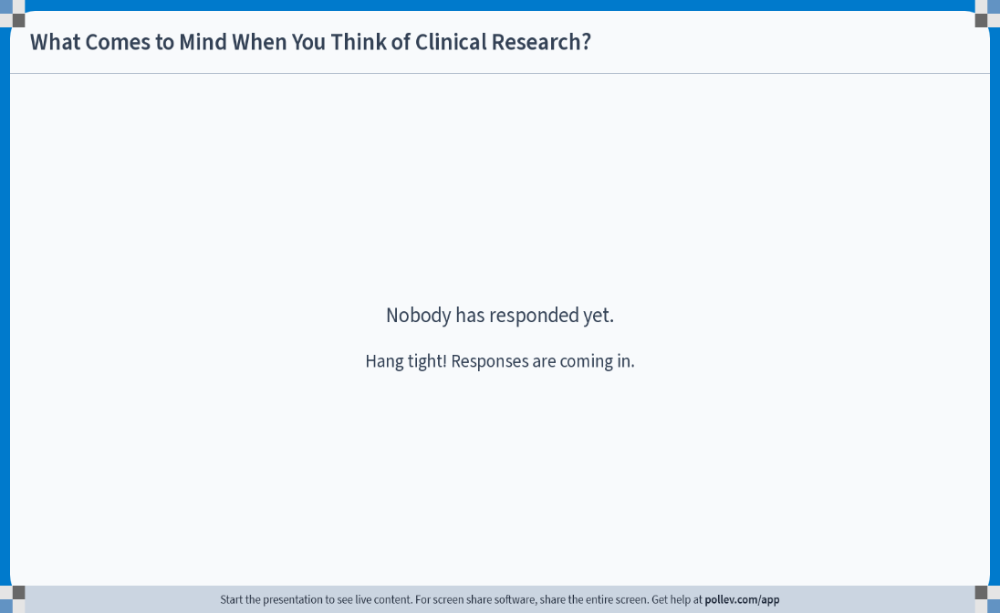 What Comes to Mind When You Think of Clinical Research?
Nobody has responded yet.
Hang tight! Responses are coming in.
Start the presentation to see live content. For screen share software, share the entire screen. Get help at pollev.com/app